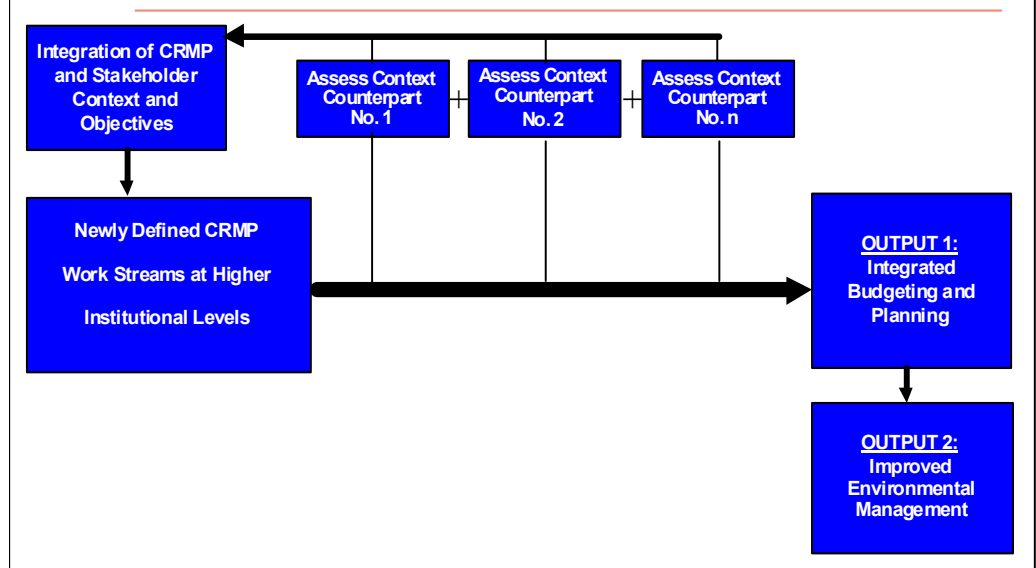 Integration of CRMP
and Stakeholder
Context and
Objectives
Assess Context
Counterpart
No. 1
+
Assess Context
Counterpart
No. 2
+
Assess Context
Counterpart
No. n
Newly Defined CRMP
Work Streams at Higher
Institutional Levels
OUTPUT 1:
Integrated
Budgeting and
Planning
OUTPUT 2:
Improved
Environmental
Management